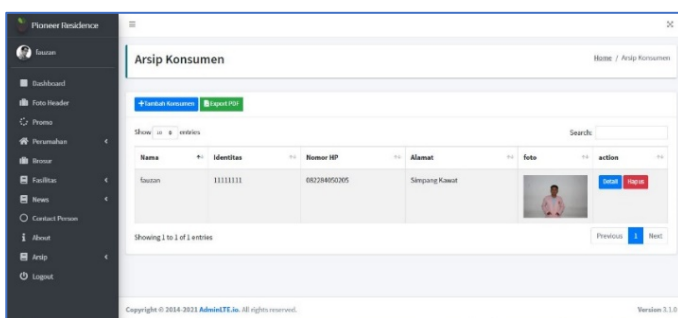 Pioneer Residence
fauzan
Dashboard
Foto Header
Promo
Perumahan
Brosur
Fasilitas
News
Contact Person
About
Arsip
Logout
Arsip Konsumen
Home / Arsip Konsumen
+Tambah Konsumen Export PDF
Show 10 entries
Search:
Nama Identitas Nomor HP Alamat foto action
fauzan 11111111 082284050205 Simpang Kawat Detail Hapus
Showing 1 to 1 of 1 entries
Previous 1 Next
Copyright © 2014-2021 AdminLTE.io. All rights reserved.
Version 3.1.0